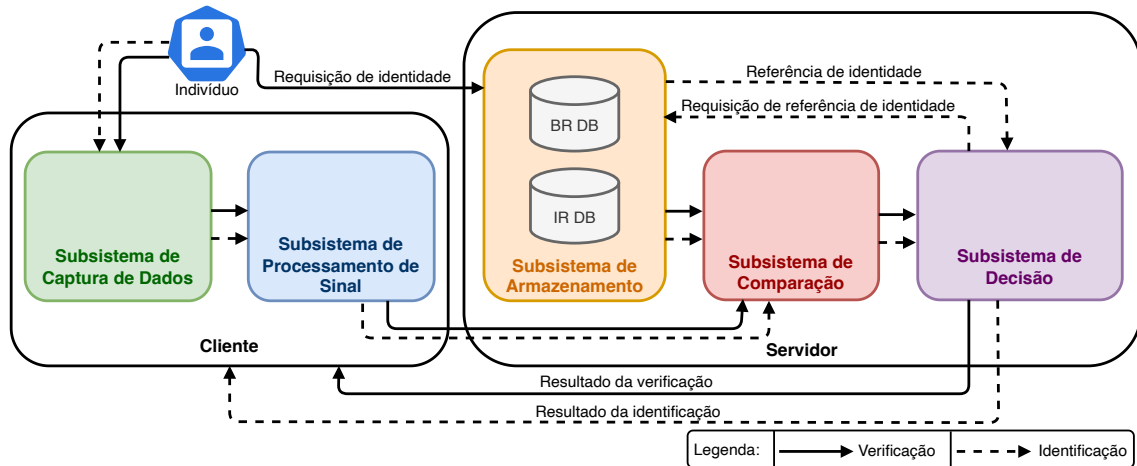 Indivíduo
Requisição de identidade
Referência de identidade
Requisição de referência de identidade
BR DB
IR DB
Subsistema de
Captura de Dados
Subsistema de
Processamento de
Sinal
Subsistema de
Armazenamento
Subsistema de
Comparação
Subsistema de
Decisão
Cliente
Servidor
Resultado da verificação
Resultado da identificação
Legenda:
Verificação
Identificação